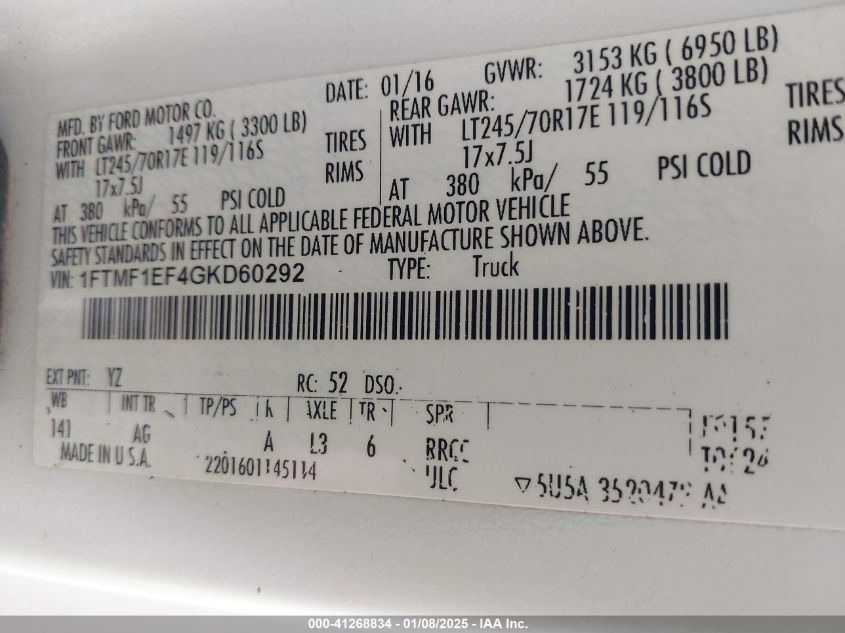 MFD. BY FORD MOTOR CO. DATE: 01/16 GVWR: 3153 KG ( 6950 LB)
FRONT GAWR: 1497 KG ( 3300 LB) REAR GAWR: 1724 KG ( 3800 LB)
WITH LT245/70R17E 119/116S TIRES WITH LT245/70R17E 119/116S TIRES
17x7.5J RIMS 17x7.5J RIMS
AT 380 kPa/ 55 PSI COLD AT 380 kPa/ 55 PSI COLD
THIS VEHICLE CONFORMS TO ALL APPLICABLE FEDERAL MOTOR VEHICLE
SAFETY STANDARDS IN EFFECT ON THE DATE OF MANUFACTURE SHOWN ABOVE.
VIN: 1FTMF1EF4GKD60292 TYPE: Truck
EXT PNT: YZ RC: 52 DSO:
WB INT TR TP/PS R AXLE TR SPR
141 AG A L3 6 RRCC
MADE IN U.S.A. 2201601145114 ULC
▽5U5A
000-41268834 - 01/08/2025 - IAA Inc.